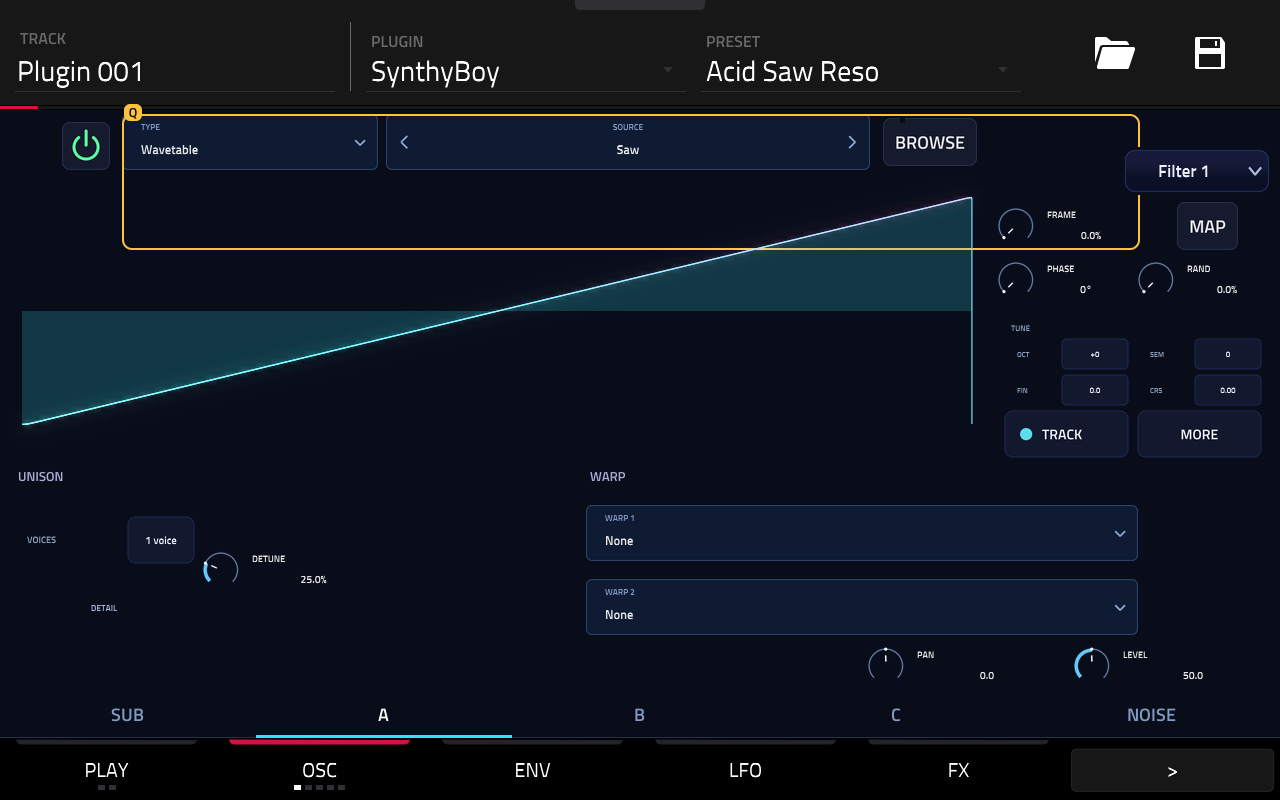 TRACK
Plugin 001
PLUGIN
SynthyBoy
PRESET
Acid Saw Reso
Q
TYPE
Wavetable
SOURCE
Saw
BROWSE
Filter 1
FRAME
0.0%
MAP
PHASE
0°
RAND
0.0%
TUNE
OCT
+0
SEM
0
FIN
0.0
CRS
0.00
TRACK
MORE
UNISON
VOICES
1 voice
DETUNE
25.0%
DETAIL
WARP
WARP 1
None
WARP 2
None
PAN
0.0
LEVEL
50.0
SUB
A
B
C
NOISE
PLAY
OSC
ENV
LFO
FX
>